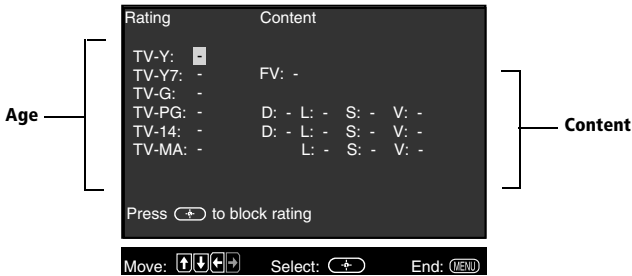 Rating Content
TV-Y: -
TV-Y7: - FV: -
TV-G: -
TV-PG: - D: - L: - S: - V: -
TV-14: - D: - L: - S: - V: -
TV-MA: - L: - S: - V: -
Age
Content
Press to block rating
Move: Select: End: MENU